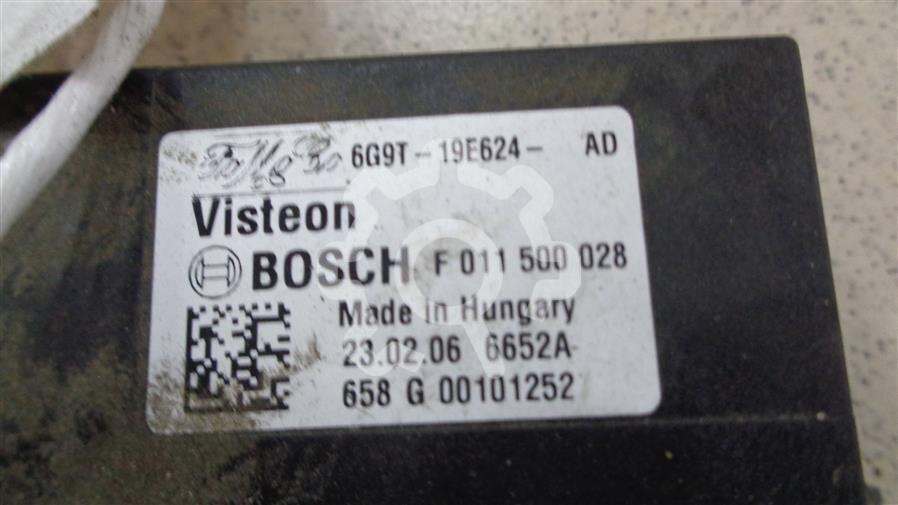 6G9T-19E624- AD
Visteon
BOSCH F 011 500 028
Made in Hungary
23.02.06 6652A
658 G 00101252